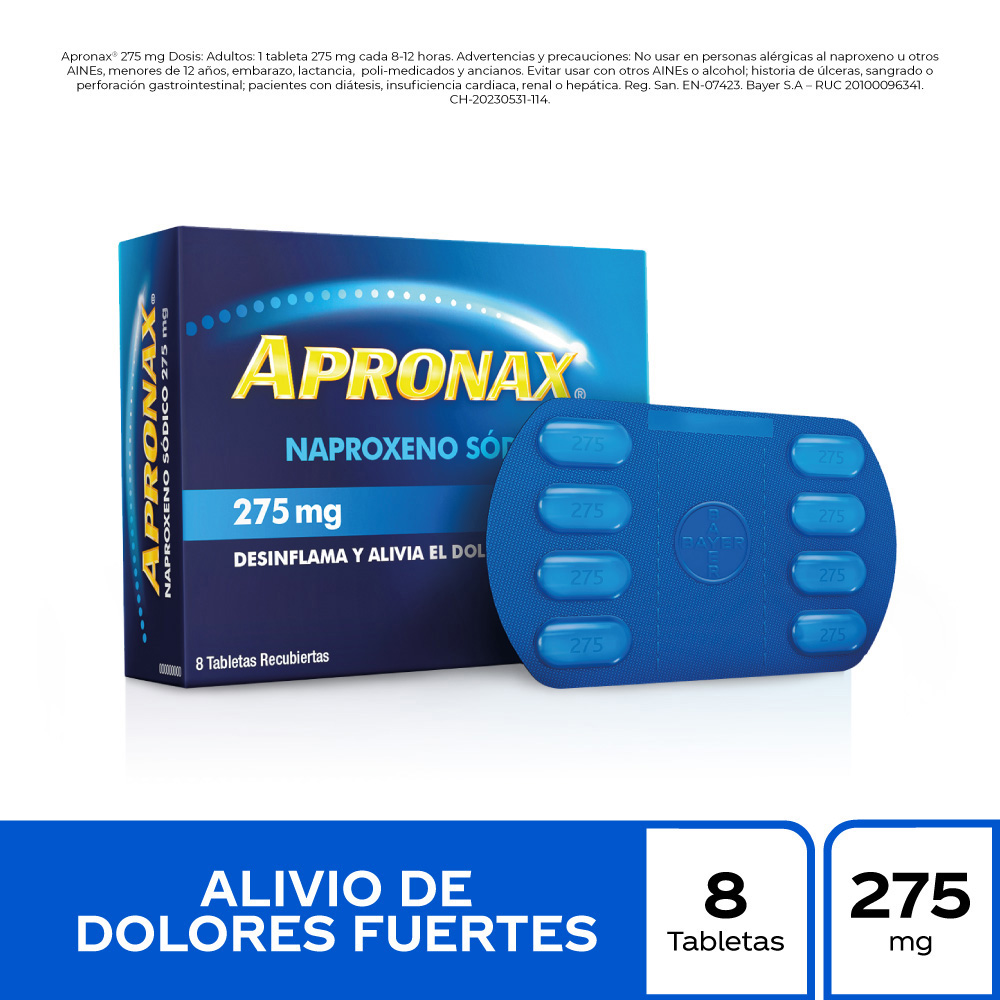 Apronax® 275 mg Dosis: Adultos: 1 tableta 275 mg cada 8-12 horas. Advertencias y precauciones: No usar en personas alérgicas al naproxeno u otros
AINEs, menores de 12 años, embarazo, lactancia, poli-medicados y ancianos. Evitar usar con otros AINEs o alcohol; historia de úlceras, sangrado o
perforación gastrointestinal; pacientes con diátesis, insuficiencia cardiaca, renal o hepática. Reg. San. EN-07423. Bayer S.A – RUC 20100096341.
CH-20230531-114.
APRONAX®
NAPROXENO SÓDICO 275 mg
000000000
APRONAX®
NAPROXENO SÓD
275 mg
DESINFLAMA Y ALIVIA EL DOL
8 Tabletas Recubiertas
275 275
275 275
BAYER
BAYER
275 275
275 275
ALIVIO DE
DOLORES FUERTES
8
Tabletas
275
mg